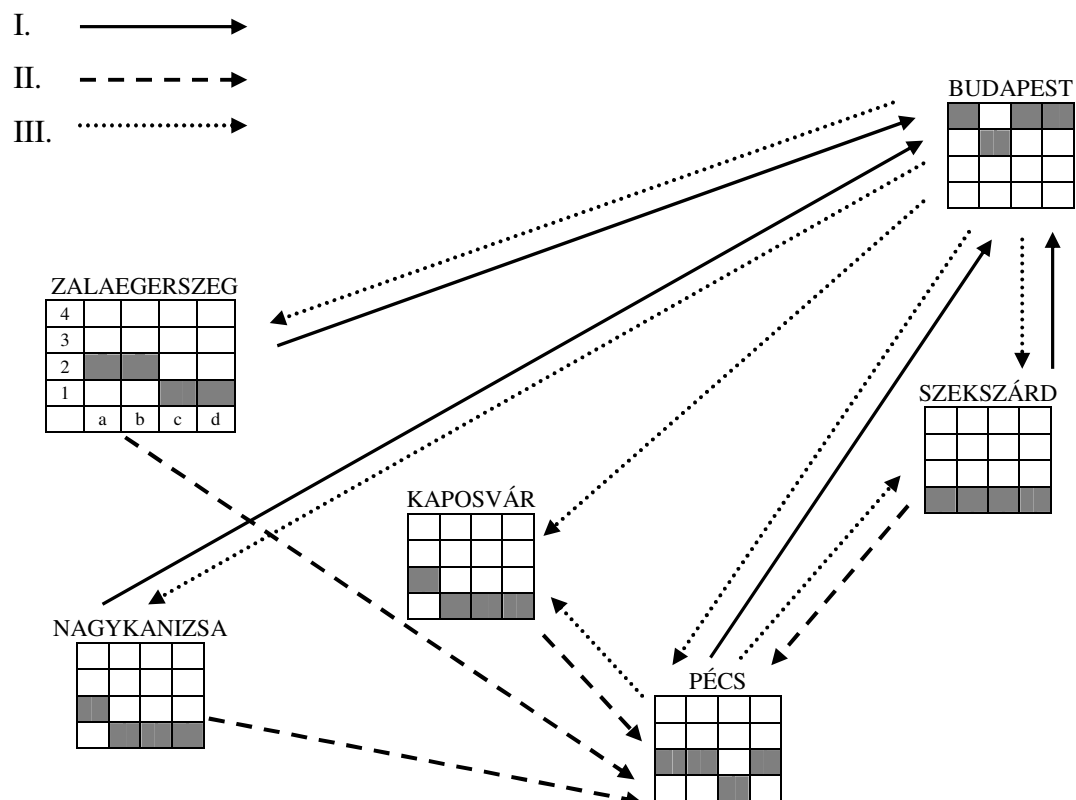 I.
II.
III.
BUDAPEST
ZALAEGERSZEG
4
3
2
1
a b c d
SZEKSZÁRD
KAPOSVÁR
NAGYKANIZSA
PÉCS